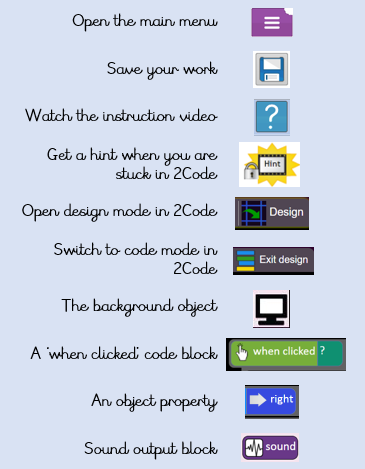 Open the main menu
Save your work
Watch the instruction video
?
Get a hint when you are
stuck in 2Code
Hint
Open design mode in 2Code
Design
Switch to code mode in
2Code
Exit design
The background object
A 'when clicked' code block
when clicked ?
An object property
right
Sound output block
sound